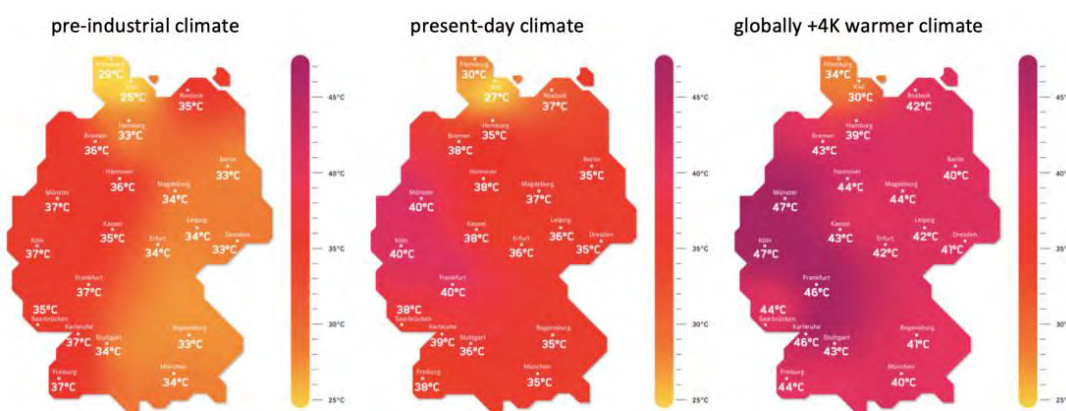 pre-industrial climate
Flensburg
29°C
Kiel
Rostock
35°C
Hamburg
33°C
Bremen
36°C
Berlin
33°C
Hannover
36°C
Magdeburg
34°C
Münster
37°C
Kassel
35°C
Leipzig
34°C
Erfurt
34°C
Dresden
33°C
Köln
37°C
Frankfurt
37°C
35°C
Saarbrücken
Karlsruhe
37°C
Stuttgart
34°C
Regensburg
33°C
München
34°C
Freiburg
37°C
45°C
40°C
35°C
30°C
25°C
present-day climate
Flensburg
30°C
Kiel
27°C
Rostock
37°C
Hamburg
35°C
Bremen
38°C
Berlin
35°C
Hannover
38°C
Magdeburg
37°C
Münster
40°C
Kassel
38°C
Leipzig
36°C
Erfurt
36°C
Dresden
35°C
Köln
40°C
Frankfurt
40°C
38°C
Saarbrücken
Karlsruhe
39°C
Stuttgart
36°C
Regensburg
35°C
München
35°C
Freiburg
38°C
45°C
40°C
35°C
30°C
25°C
globally +4K warmer climate
Flensburg
34°C
Kiel
30°C
Rostock
42°C
Hamburg
39°C
Bremen
43°C
Berlin
40°C
Hannover
44°C
Magdeburg
44°C
Münster
47°C
Kassel
43°C
Leipzig
42°C
Erfurt
42°C
Dresden
41°C
Köln
47°C
Frankfurt
46°C
44°C
Saarbrücken
Karlsruhe
46°C
Stuttgart
43°C
Regensburg
41°C
München
40°C
Freiburg
44°C
45°C
40°C
35°C
30°C
25°C